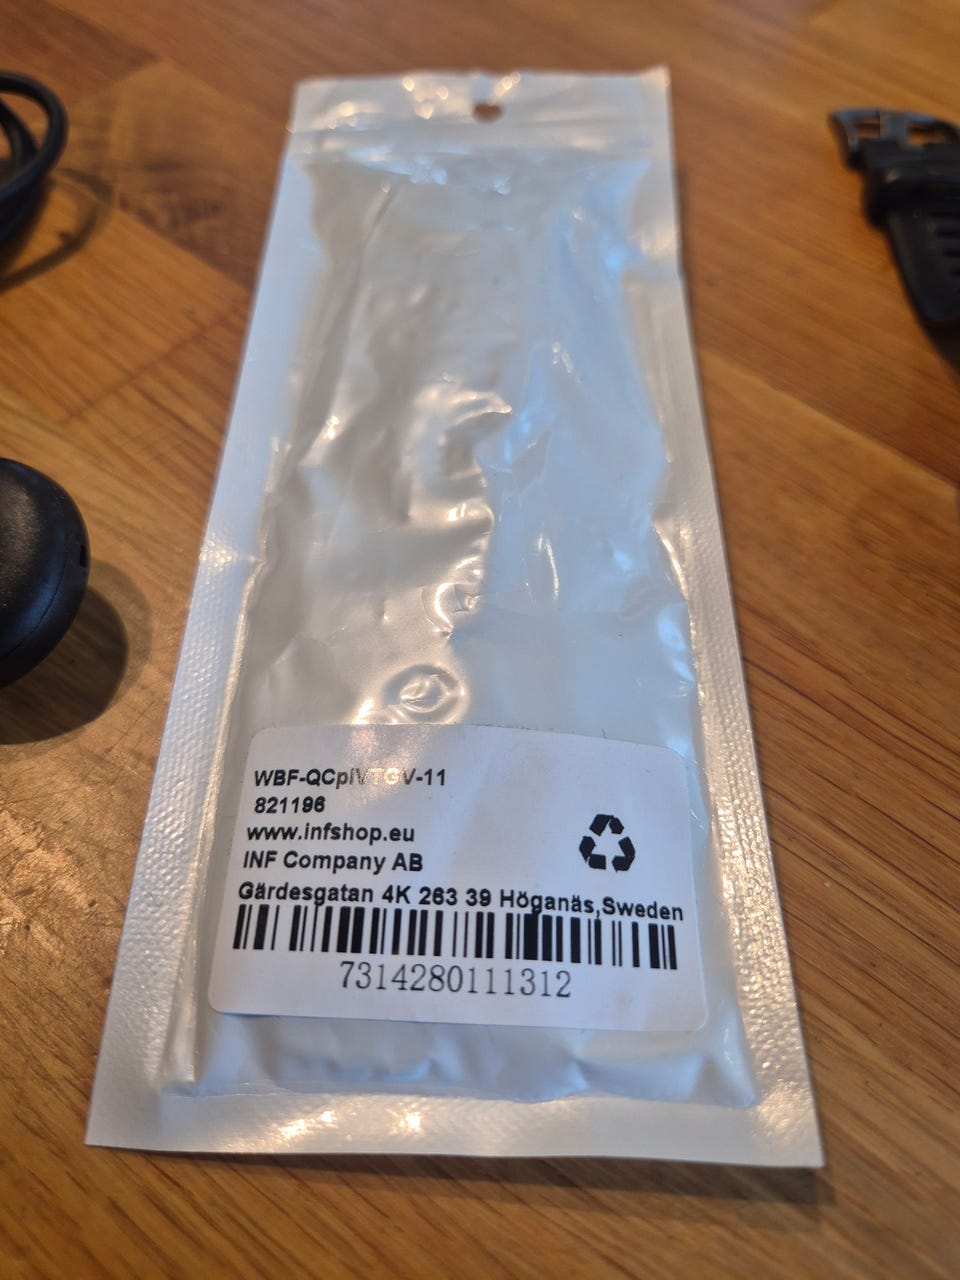 WBF-QCplVTGV-11
821196
www.infshop.eu
INF Company AB
Gärdesgatan 4K 263 39 Höganäs,Sweden
7314280111312